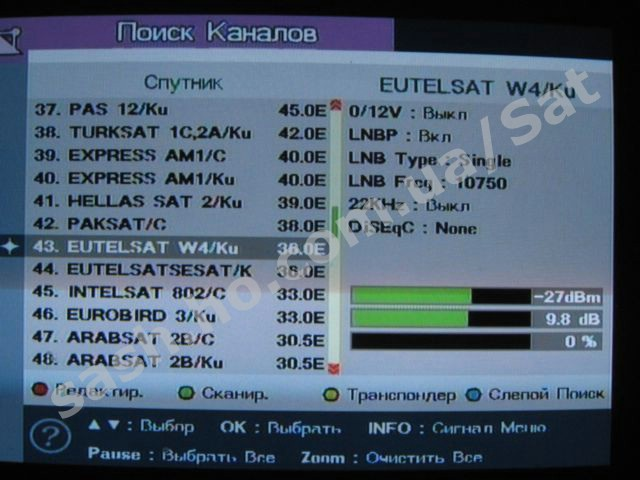 Поиск Каналов
Спутник
37. PAS 12/Ku 45.0E
38. TURKSAT 1C,2A/Ku 42.0E
39. EXPRESS AM1/C 40.0E
40. EXPRESS AM1/Ku 40.0E
41. HELLAS SAT 2/Ku 39.0E
42. PAKSAT/C 38.0E
43. EUTELSAT W4/Ku 36.0E
44. EUTELSATSESAT/K 36.0E
45. INTELSAT 802/C 33.0E
46. EUROBIRD 3/Ku 33.0E
47. ARABSAT 2B/C 30.5E
48. ARABSAT 2B/Ku 30.5E
EUTELSAT W4/Ku
0/12V : Выкл
LNBP : Вкл
LNB Type : Single
LNB Freq : 10750
22KHz : Выкл
DiSEqC : None
-27dBm
9.8 dB
0 %
Редактир. Сканир. Транспондер Слепой Поиск
? ▲▼ : Выбор OK : Выбрать INFO : Сигнал Меню
Pause : Выбрать Все Zoom : Очистить Все
sash.ho.com.ua/Sat